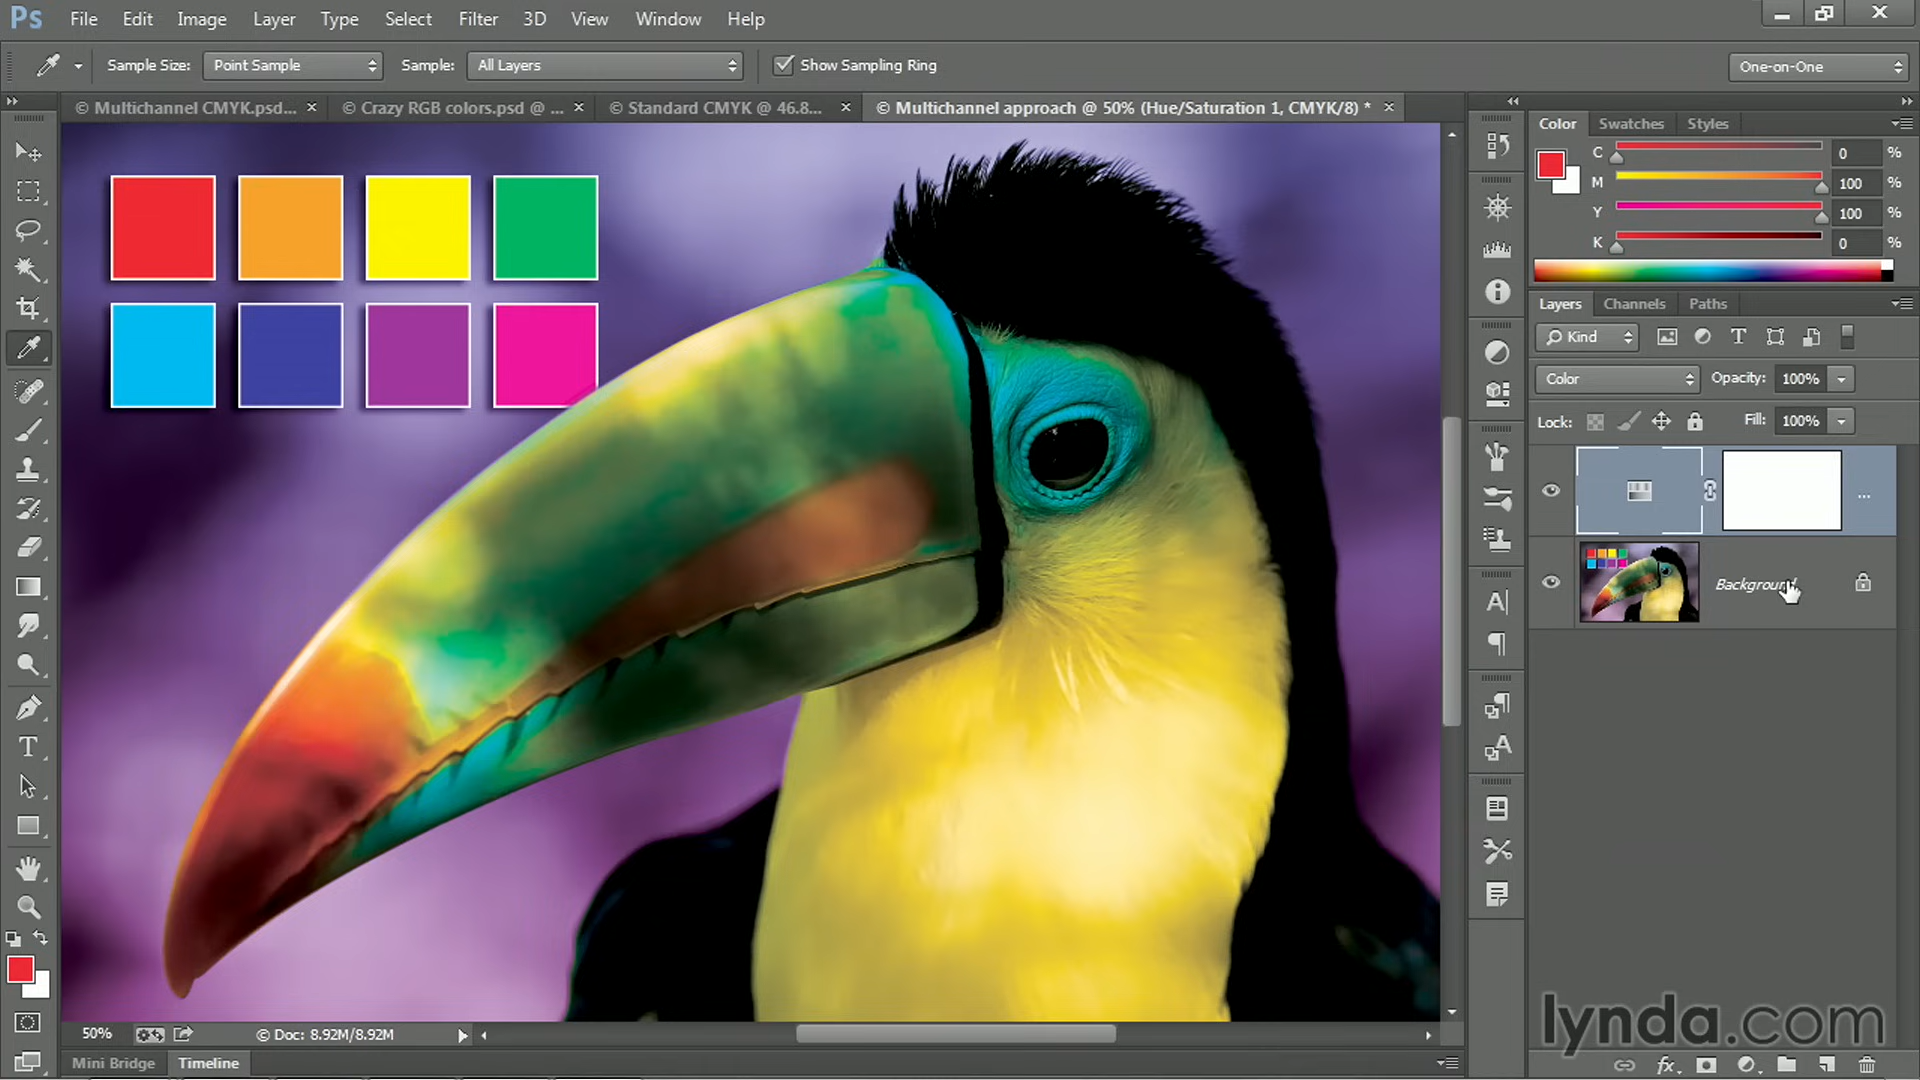 Ps File Edit Image Layer Type Select Filter 3D View Window Help
Sample Size: Point Sample Sample: All Layers Show Sampling Ring One-on-One
© Multichannel CMYK.psd... × © Crazy RGB colors.psd @ ... × © Standard CMYK @ 46.8... × © Multichannel approach @ 50% (Hue/Saturation 1, CMYK/8) * ×
Color Swatches Styles
C 0 %
M 100 %
Y 100 %
K 0 %
Layers Channels Paths
Kind
Color Opacity: 100%
Lock: Fill: 100%
...
Background
lynda.com
50% © Doc: 8.92M/8.92M
Mini Bridge Timeline
fx